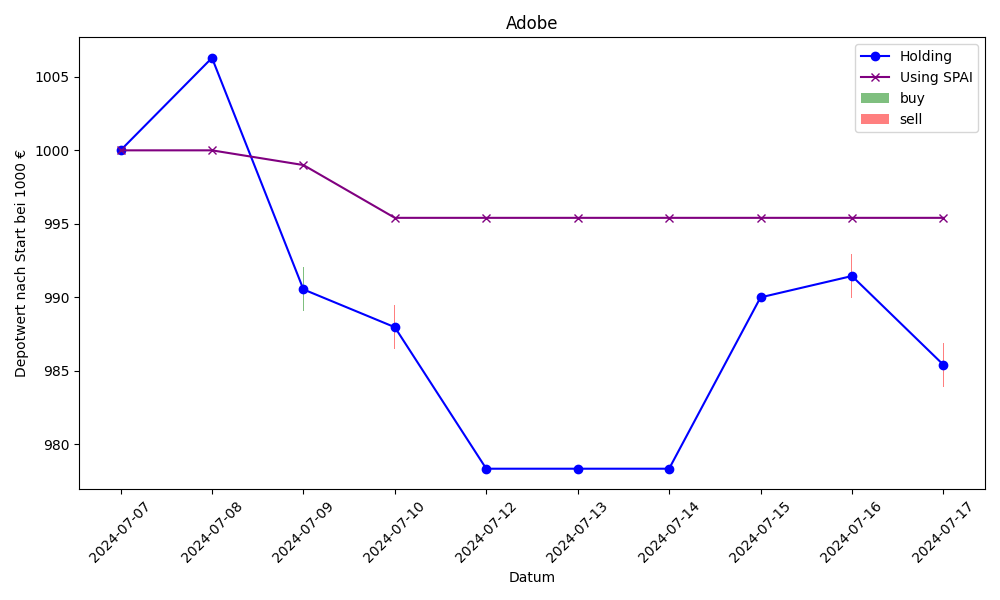 Adobe
Holding
Using SPAI
buy
sell
Depotwert nach Start bei 1000 €
1005
1000
995
990
985
980
2024-07-07
2024-07-08
2024-07-09
2024-07-10
2024-07-12
2024-07-13
2024-07-14
2024-07-15
2024-07-16
2024-07-17
Datum